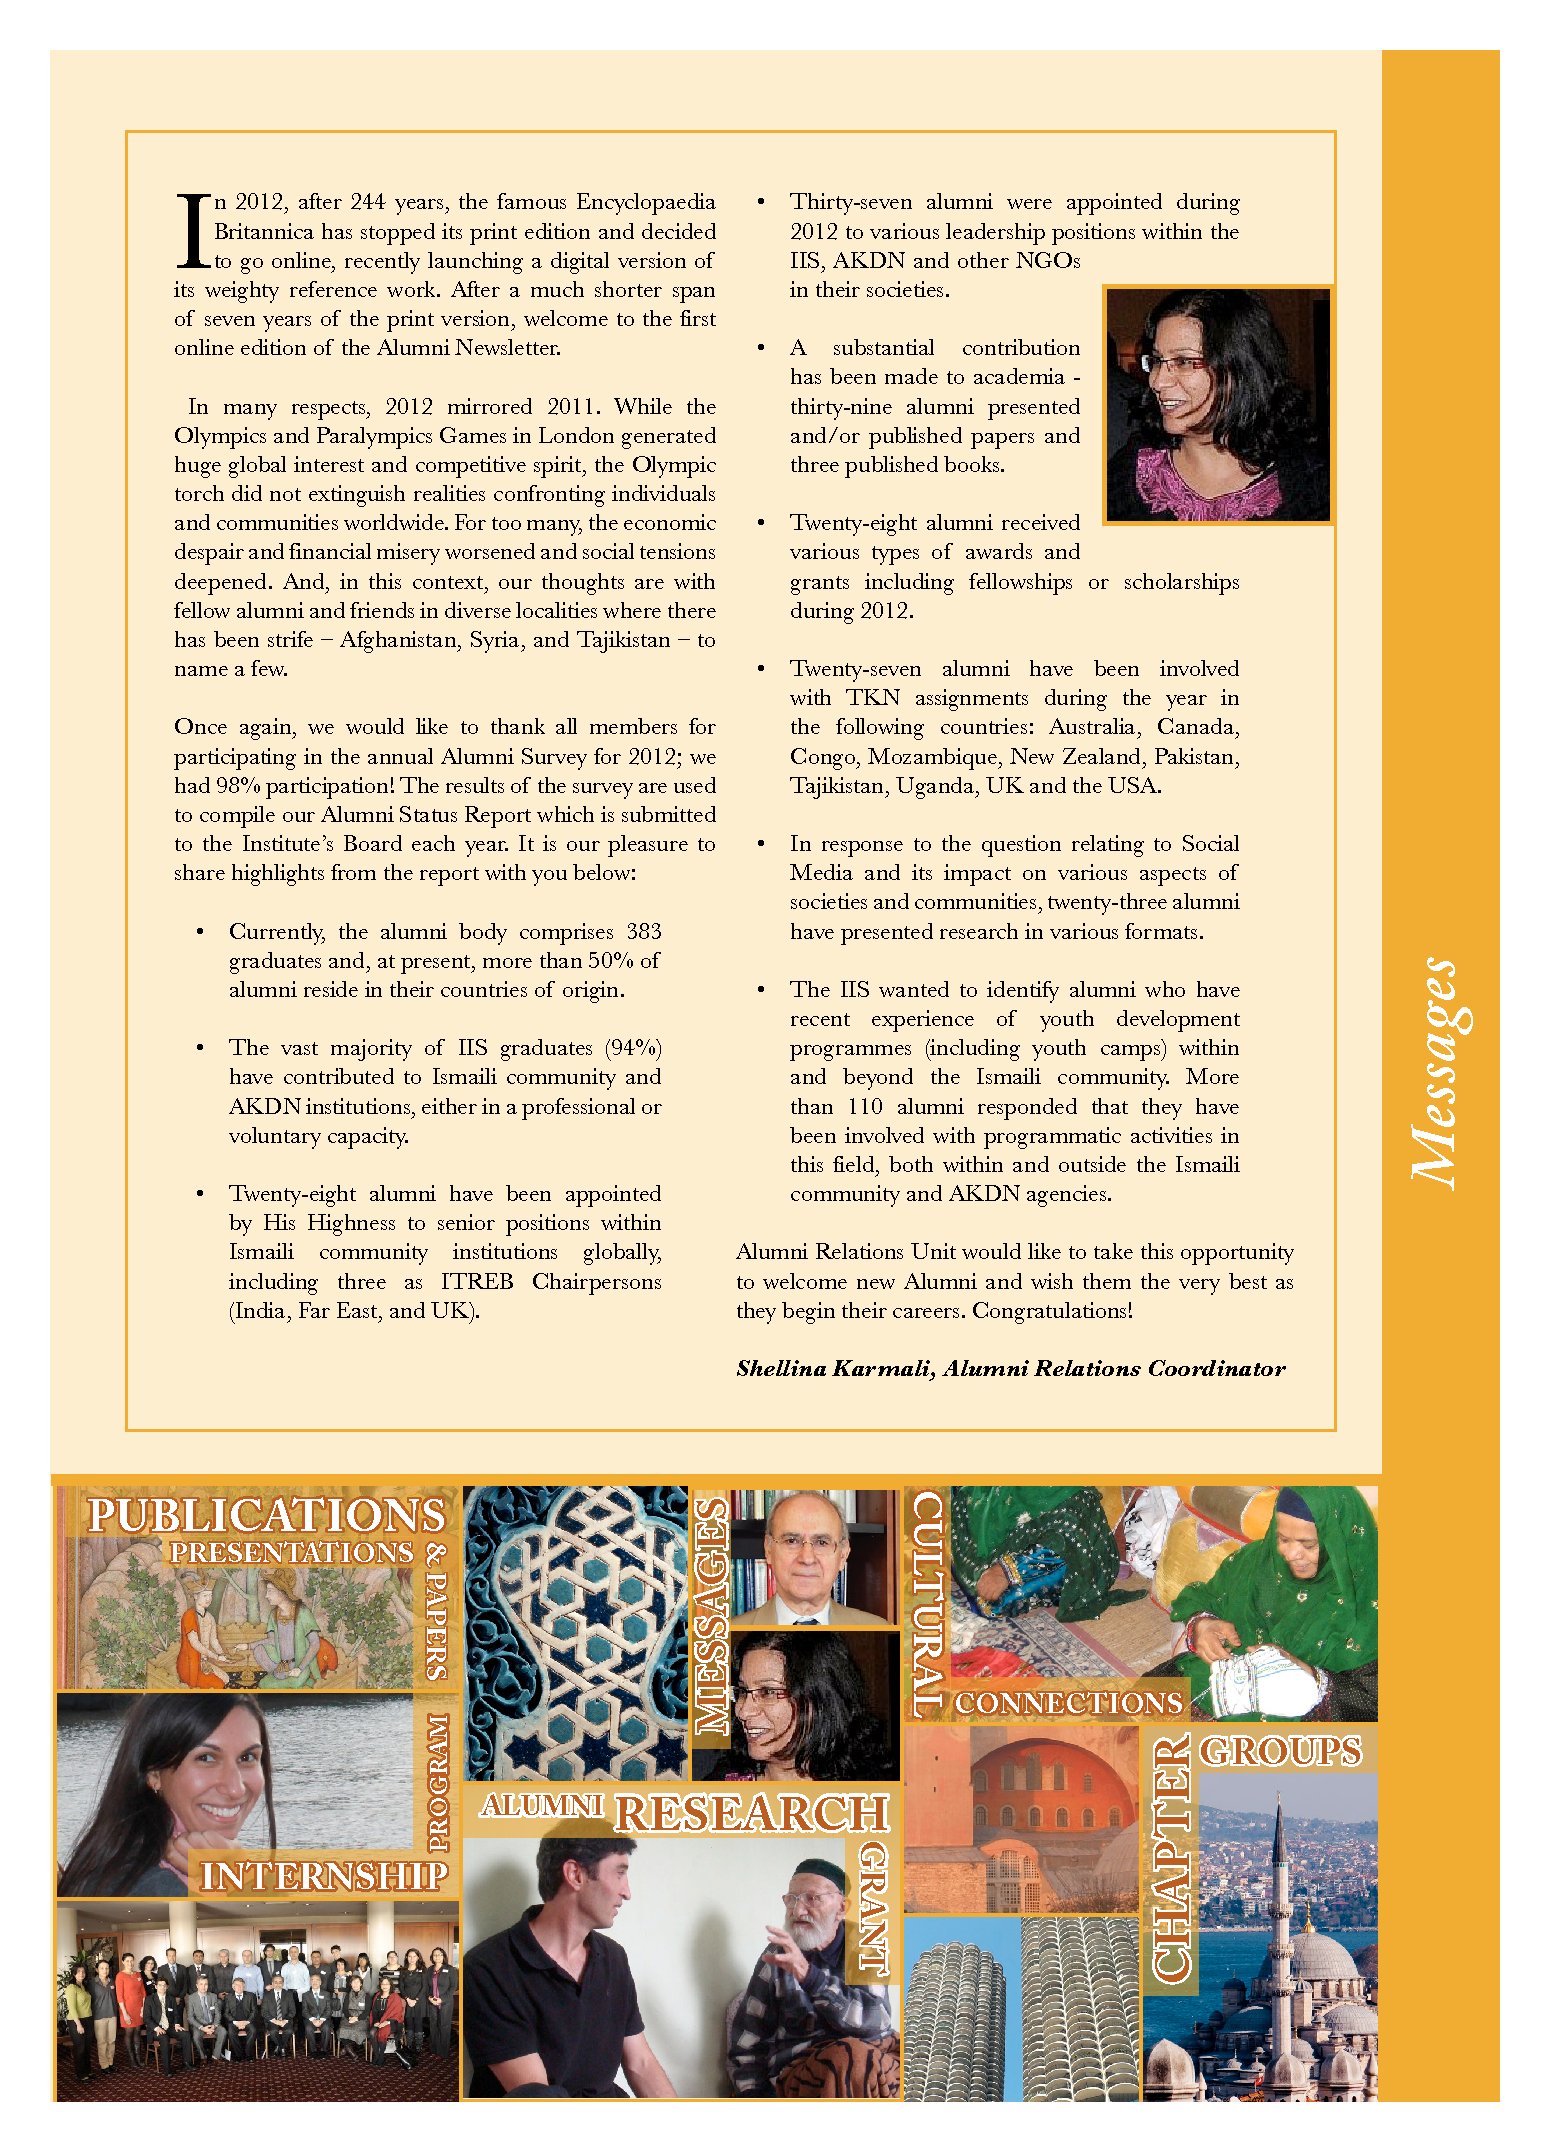 In 2012, after 244 years, the famous Encyclopaedia
Britannica has stopped its print edition and decided
to go online, recently launching a digital version of
its weighty reference work. After a much shorter span
of seven years of the print version, welcome to the first
online edition of the Alumni Newsletter.
In many respects, 2012 mirrored 2011. While the
Olympics and Paralympics Games in London generated
huge global interest and competitive spirit, the Olympic
torch did not extinguish realities confronting individuals
and communities worldwide. For too many, the economic
despair and financial misery worsened and social tensions
deepened. And, in this context, our thoughts are with
fellow alumni and friends in diverse localities where there
has been strife – Afghanistan, Syria, and Tajikistan – to
name a few.
Once again, we would like to thank all members for
participating in the annual Alumni Survey for 2012; we
had 98% participation! The results of the survey are used
to compile our Alumni Status Report which is submitted
to the Institute’s Board each year. It is our pleasure to
share highlights from the report with you below:
• Currently, the alumni body comprises 383
graduates and, at present, more than 50% of
alumni reside in their countries of origin.
• The vast majority of IIS graduates (94%)
have contributed to Ismaili community and
AKDN institutions, either in a professional or
voluntary capacity.
• Twenty-eight alumni have been appointed
by His Highness to senior positions within
Ismaili community institutions globally,
including three as ITREB Chairpersons
(India, Far East, and UK).
• Thirty-seven alumni were appointed during
2012 to various leadership positions within the
IIS, AKDN and other NGOs
in their societies.
• A substantial contribution
has been made to academia -
thirty-nine alumni presented
and/or published papers and
three published books.
• Twenty-eight alumni received
various types of awards and
grants including fellowships or scholarships
during 2012.
• Twenty-seven alumni have been involved
with TKN assignments during the year in
the following countries: Australia, Canada,
Congo, Mozambique, New Zealand, Pakistan,
Tajikistan, Uganda, UK and the USA.
• In response to the question relating to Social
Media and its impact on various aspects of
societies and communities, twenty-three alumni
have presented research in various formats.
• The IIS wanted to identify alumni who have
recent experience of youth development
programmes (including youth camps) within
and beyond the Ismaili community. More
than 110 alumni responded that they have
been involved with programmatic activities in
this field, both within and outside the Ismaili
community and AKDN agencies.
Alumni Relations Unit would like to take this opportunity
to welcome new Alumni and wish them the very best as
they begin their careers. Congratulations!
Shellina Karmali, Alumni Relations Coordinator
Messages
PUBLICATIONS
PRESENTATIONS
& PAPERS
MESSAGES
CULTURAL
CONNECTIONS
INTERNSHIP
PROGRAM
ALUMNI RESEARCH
GRANT
CHAPTER
GROUPS